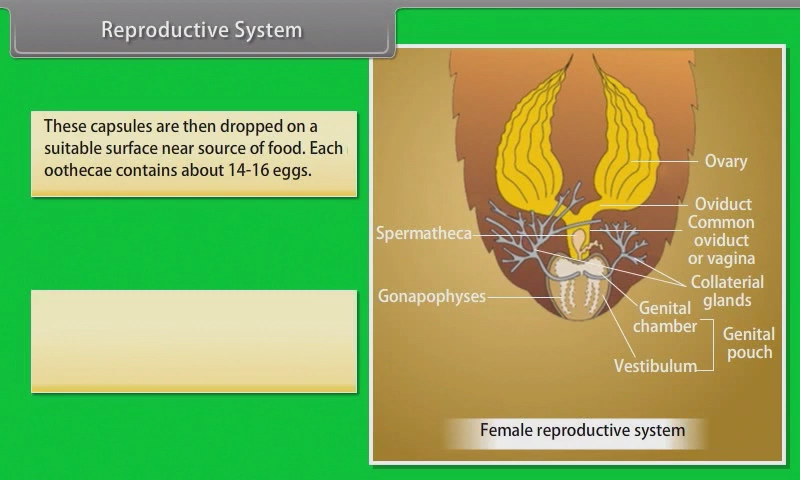 Reproductive System
These capsules are then dropped on a
suitable surface near source of food. Each
oothecae contains about 14-16 eggs.
Ovary
Oviduct
Common
oviduct
or vagina
Spermatheca
Collaterial
glands
Gonapophyses
Genital
chamber
Genital
pouch
Vestibulum
Female reproductive system